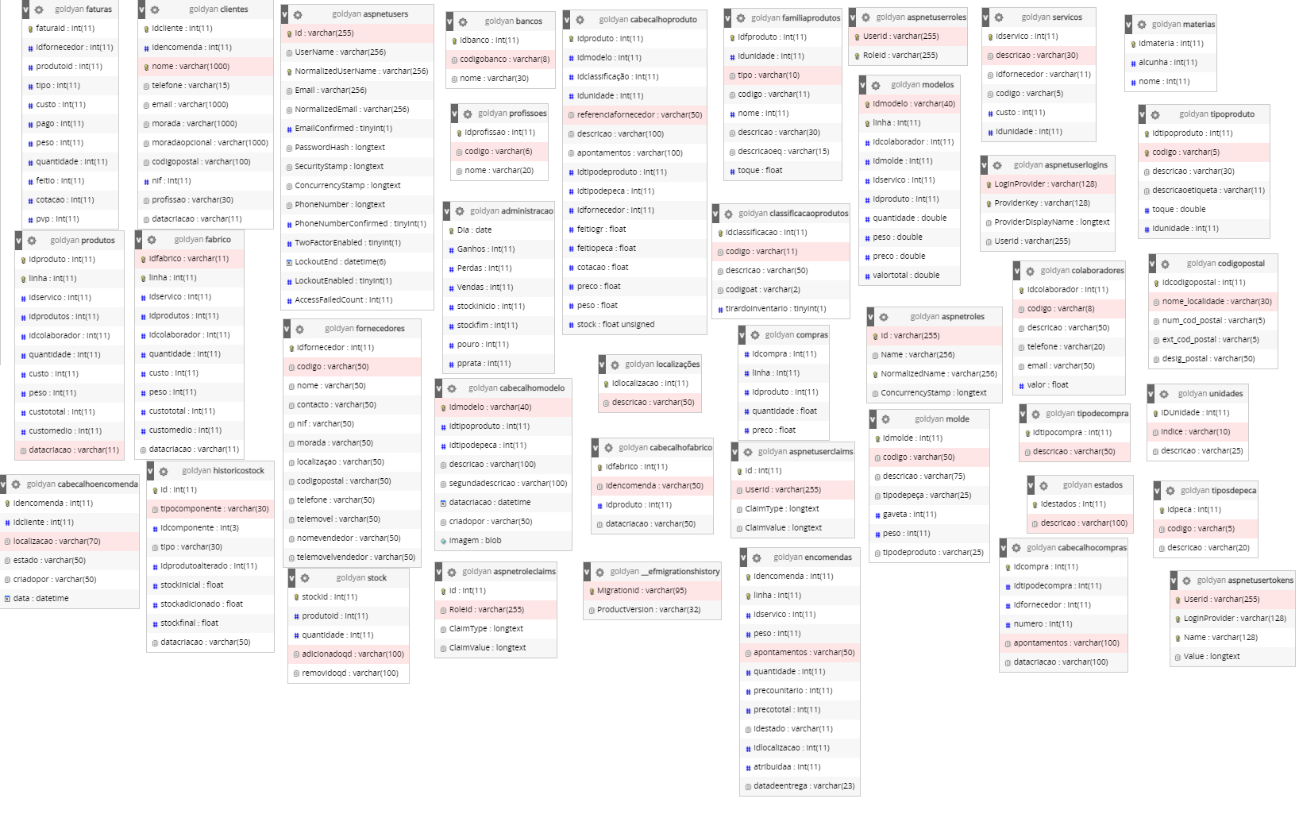 goldyan faturas
faturaid : int(11)
idfornecedor : int(11)
produtoid : int(11)
tipo : int(11)
custo : int(11)
pago : int(11)
peso : int(11)
quantidade : int(11)
feitio : int(11)
cotacao : int(11)
pvp : int(11)
goldyan clientes
idcliente : int(11)
idencomenda : int(11)
nome : varchar(1000)
telefone : varchar(15)
email : varchar(1000)
morada : varchar(1000)
moradaopcional : varchar(1000)
codigopostal : varchar(100)
nif : int(11)
profissao : varchar(30)
datacriacao : varchar(11)
goldyan aspnetusers
Id : varchar(255)
UserName : varchar(256)
NormalizedUserName : varchar(256)
Email : varchar(256)
NormalizedEmail : varchar(256)
EmailConfirmed : tinyint(1)
PasswordHash : longtext
SecurityStamp : longtext
ConcurrencyStamp : longtext
PhoneNumber : longtext
PhoneNumberConfirmed : tinyint(1)
TwoFactorEnabled : tinyint(1)
LockoutEnd : datetime(6)
LockoutEnabled : tinyint(1)
AccessFailedCount : int(11)
goldyan bancos
idbanco : int(11)
codigobanco : varchar(8)
nome : varchar(30)
goldyan cabecalhoproduto
idproduto : int(11)
idmodelo : int(11)
idclassificação : int(11)
idunidade : int(11)
referenciafornecedor : varchar(50)
descricao : varchar(100)
apontamentos : varchar(100)
idtipodeproduto : int(11)
idtipodepeca : int(11)
idfornecedor : int(11)
feitiogr : float
feitiopeca : float
cotacao : float
preco : float
peso : float
stock : float unsigned
goldyan familiaprodutos
idfproduto : int(11)
idunidade : int(11)
tipo : varchar(10)
codigo : varchar(11)
nome : int(11)
descricao : varchar(30)
descricaoeq : varchar(15)
toque : float
goldyan aspnetuserroles
UserId : varchar(255)
RoleId : varchar(255)
goldyan servicos
idservico : int(11)
descricao : varchar(30)
idfornecedor : varchar(11)
codigo : varchar(5)
custo : int(11)
idunidade : int(11)
goldyan materias
idmateria : int(11)
alcunha : int(11)
nome : int(11)
goldyan modelos
idmodelo : varchar(40)
linha : int(11)
idcolaborador : int(11)
idmolde : int(11)
idservico : int(11)
idproduto : int(11)
quantidade : double
peso : double
preco : double
valortotal : double
goldyan profissoes
idprofissao : int(11)
codigo : varchar(6)
nome : varchar(20)
goldyan tipoproduto
idtipoproduto : int(11)
codigo : varchar(5)
descricao : varchar(30)
descricaoetiqueta : varchar(11)
toque : double
idunidade : int(11)
goldyan aspnetuserlogins
LoginProvider : varchar(128)
ProviderKey : varchar(128)
ProviderDisplayName : longtext
UserId : varchar(255)
goldyan administracao
Dia : date
Ganhos : int(11)
Perdas : int(11)
Vendas : int(11)
stockinicio : int(11)
stockfim : int(11)
pouro : int(11)
pprata : int(11)
goldyan classificacaoprodutos
idclassificacao : int(11)
codigo : varchar(11)
descricao : varchar(50)
codigoat : varchar(2)
tirardoinventario : tinyint(1)
goldyan produtos
idproduto : int(11)
linha : int(11)
idservico : int(11)
idprodutos : int(11)
idcolaborador : int(11)
quantidade : int(11)
custo : int(11)
peso : int(11)
custototal : int(11)
customedio : int(11)
datacriacao : varchar(11)
goldyan fabrico
idfabrico : varchar(11)
linha : int(11)
idservico : int(11)
idprodutos : int(11)
idcolaborador : int(11)
quantidade : int(11)
custo : int(11)
peso : int(11)
custototal : int(11)
customedio : int(11)
datacriacao : varchar(11)
goldyan colaboradores
idcolaborador : int(11)
codigo : varchar(8)
descricao : varchar(50)
telefone : varchar(20)
email : varchar(50)
valor : float
goldyan codigopostal
idcodigopostal : int(11)
nome_localidade : varchar(30)
num_cod_postal : varchar(5)
ext_cod_postal : varchar(5)
desig_postal : varchar(50)
goldyan fornecedores
idfornecedor : int(11)
codigo : varchar(50)
nome : varchar(50)
contacto : varchar(50)
nif : varchar(50)
morada : varchar(50)
localizaçao : varchar(50)
codigopostal : varchar(50)
telefone : varchar(50)
telemovel : varchar(50)
nomevendedor : varchar(50)
telemovelvendedor : varchar(50)
goldyan aspnetroles
Id : varchar(255)
Name : varchar(256)
NormalizedName : varchar(256)
ConcurrencyStamp : longtext
goldyan compras
idcompra : int(11)
linha : int(11)
idproduto : int(11)
quantidade : float
preco : float
goldyan localizações
idlocalizacao : int(11)
descricao : varchar(50)
goldyan cabecalhomodelo
idmodelo : varchar(40)
idtipoproduto : int(11)
idtipodepeca : int(11)
descricao : varchar(100)
segundadescricao : varchar(100)
datacriacao : datetime
criadopor : varchar(50)
imagem : blob
goldyan unidades
IDUnidade : int(11)
indice : varchar(10)
descricao : varchar(25)
goldyan tipodecompra
idtipocompra : int(11)
descricao : varchar(50)
goldyan molde
idmolde : int(11)
codigo : varchar(50)
descricao : varchar(75)
tipodepeça : varchar(25)
gaveta : int(11)
peso : int(11)
tipodeproduto : varchar(25)
goldyan cabecalhofabrico
idfabrico : int(11)
idencomenda : varchar(50)
idproduto : int(11)
datacriacao : varchar(50)
goldyan aspnetuserclaims
Id : int(11)
UserId : varchar(255)
ClaimType : longtext
ClaimValue : longtext
goldyan historicostock
id : int(11)
tipocomponente : varchar(30)
idcomponente : int(3)
tipo : varchar(30)
idprodutoalterado : int(11)
stockinicial : float
stockadicionado : float
stockfinal : float
datacriacao : varchar(50)
goldyan cabecalhoencomenda
idencomenda : int(11)
idcliente : int(11)
localizacao : varchar(70)
estado : varchar(50)
criadopor : varchar(50)
data : datetime
goldyan estados
idestados : int(11)
descricao : varchar(100)
goldyan tiposdepeca
idpeca : int(11)
codigo : varchar(5)
descricao : varchar(20)
goldyan cabecalhocompras
idcompra : int(11)
idtipodecompra : int(11)
idfornecedor : int(11)
numero : int(11)
apontamentos : varchar(100)
datacriacao : varchar(100)
goldyan encomendas
idencomenda : int(11)
linha : int(11)
idservico : int(11)
peso : int(11)
apontamentos : varchar(50)
quantidade : int(11)
precounitario : int(11)
precototal : int(11)
idestado : varchar(11)
idlocalizacao : int(11)
atribuidaa : int(11)
datadeentrega : varchar(23)
goldyan aspnetroleclaims
Id : int(11)
RoleId : varchar(255)
ClaimType : longtext
ClaimValue : longtext
goldyan __efmigrationshistory
MigrationId : varchar(95)
ProductVersion : varchar(32)
goldyan stock
stockid : int(11)
produtoid : int(11)
quantidade : int(11)
adicionadoqd : varchar(100)
removidoqd : varchar(100)
goldyan aspnetusertokens
UserId : varchar(255)
LoginProvider : varchar(128)
Name : varchar(128)
Value : longtext